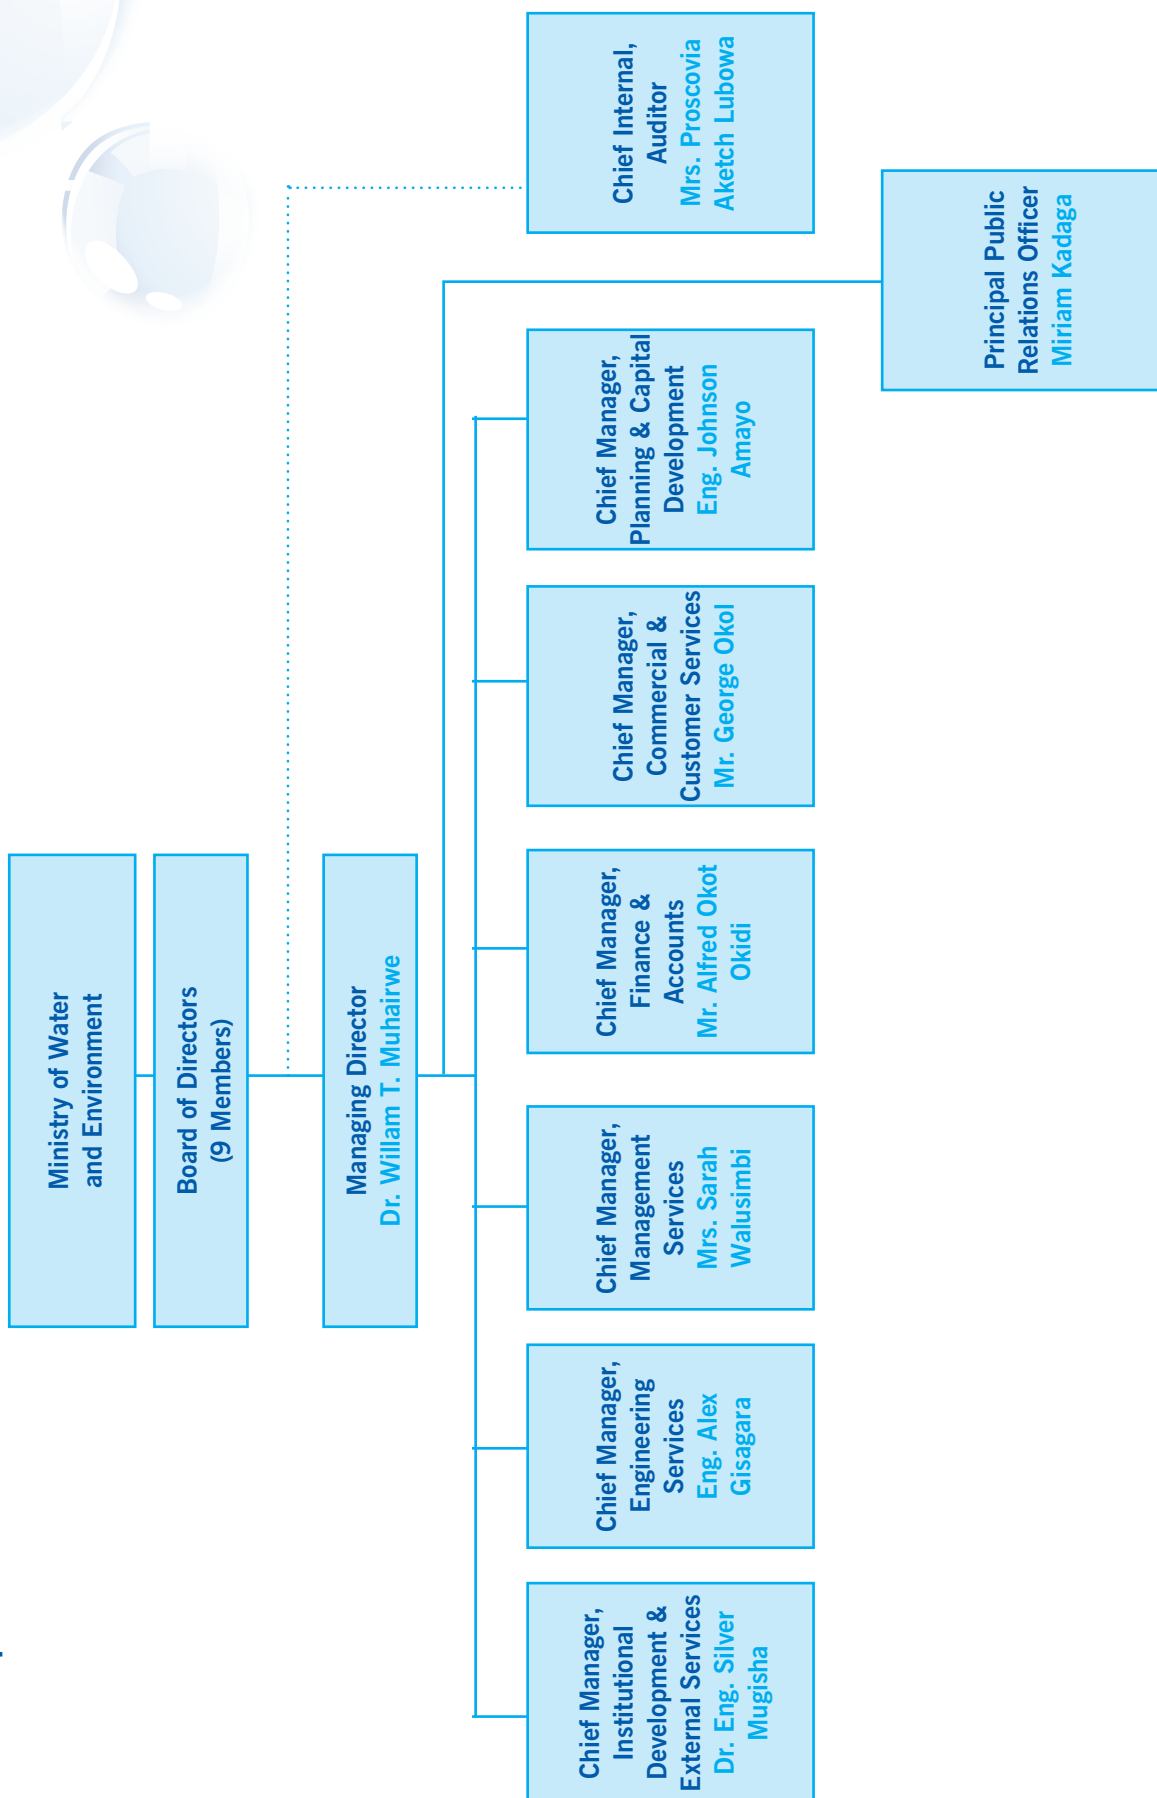 Ministry of Water
and Environment
Board of Directors
(9 Members)
Managing Director
Dr. Willam T. Muhairwe
Chief Manager,
Institutional
Development &
External Services
Dr. Eng. Silver
Mugisha
Chief Manager,
Engineering
Services
Eng. Alex
Gisagara
Chief Manager,
Management
Services
Mrs. Sarah
Walusimbi
Chief Manager,
Finance &
Accounts
Mr. Alfred Okot
Okidi
Chief Manager,
Commercial &
Customer Services
Mr. George Okol
Chief Manager,
Planning & Capital
Development
Eng. Johnson
Amayo
Chief Internal,
Auditor
Mrs. Proscovia
Aketch Lubowa
Principal Public
Relations Officer
Miriam Kadaga